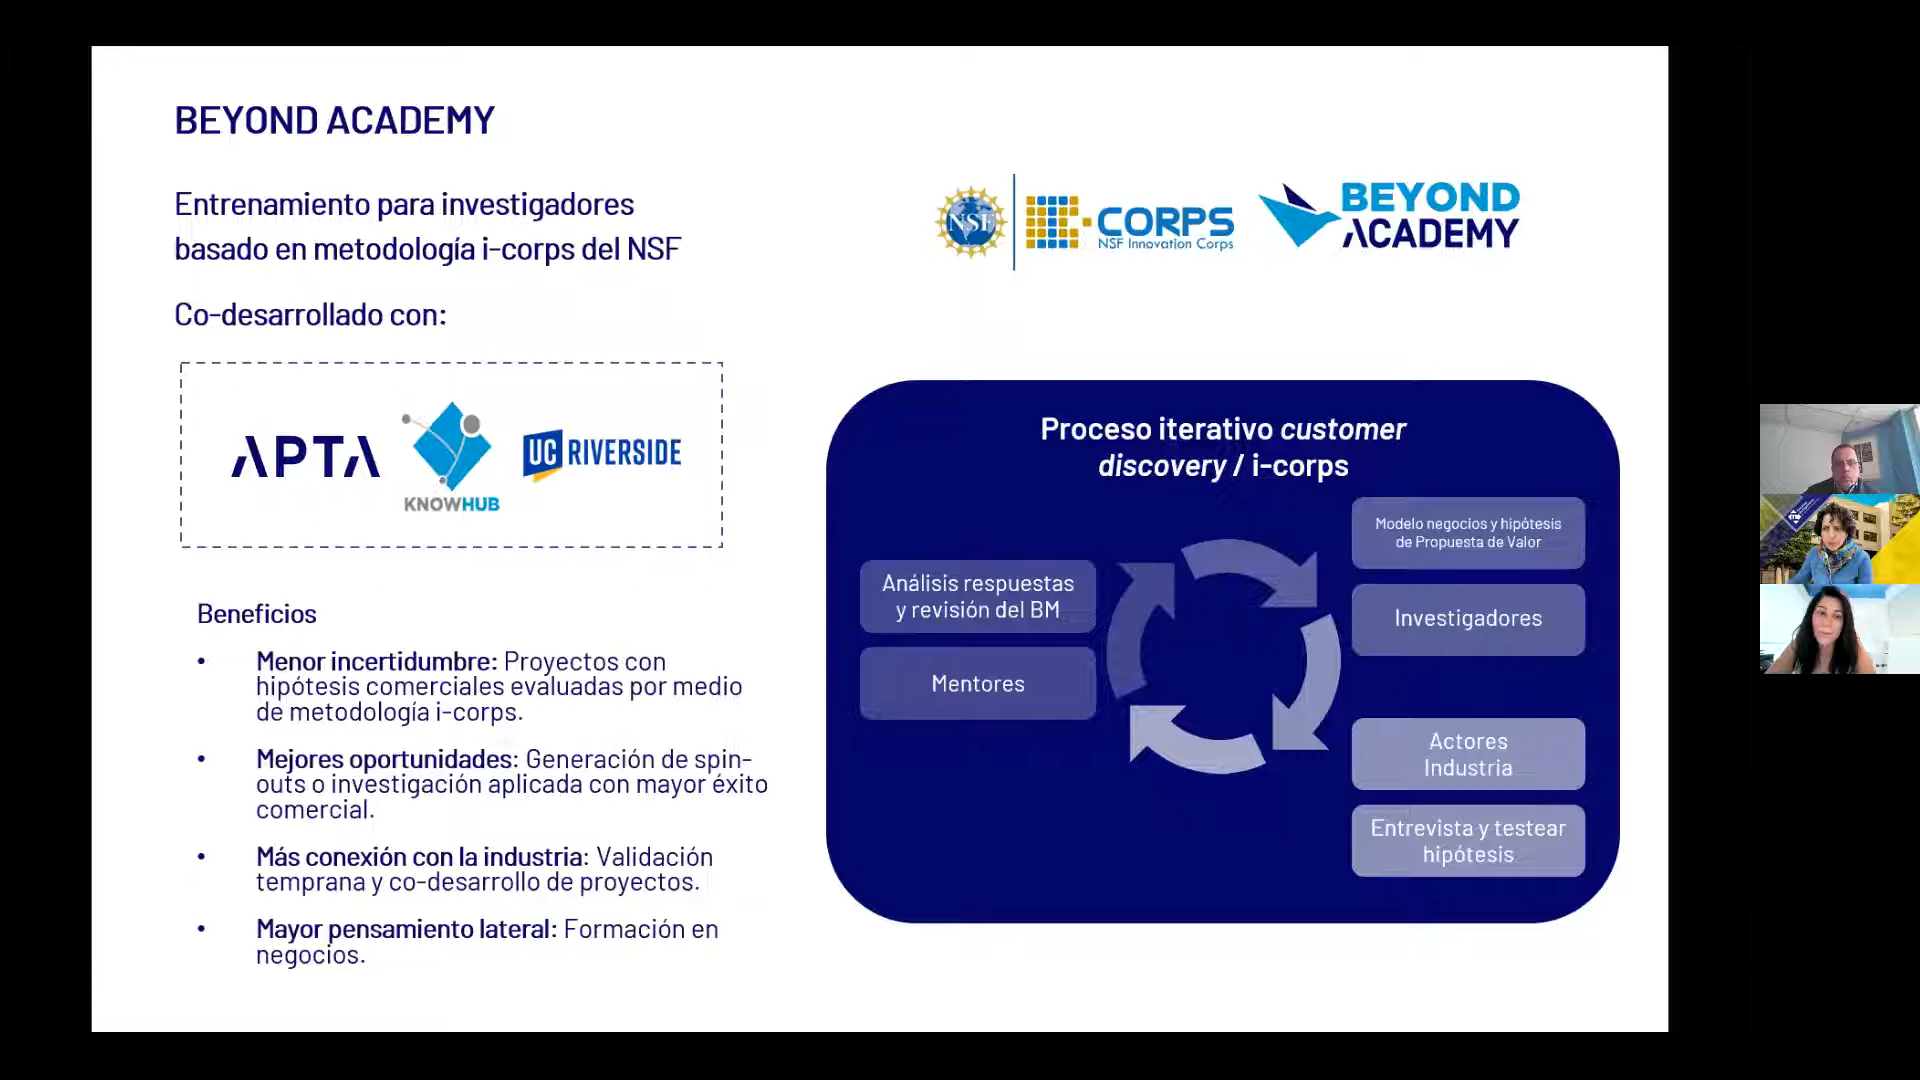 BEYOND ACADEMY
Entrenamiento para investigadores
basado en metodología i-corps del NSF
Co-desarrollado con:
APTA
KNOWHUB
UC RIVERSIDE
Beneficios
• Menor incertidumbre: Proyectos con
hipótesis comerciales evaluadas por medio
de metodología i-corps.
• Mejores oportunidades: Generación de spin-
outs o investigación aplicada con mayor éxito
comercial.
• Más conexión con la industria: Validación
temprana y co-desarrollo de proyectos.
• Mayor pensamiento lateral: Formación en
negocios.
NSF
I-CORPS
NSF Innovation Corps
BEYOND
ACADEMY
Proceso iterativo customer
discovery / i-corps
Modelo negocios y hipótesis
de Propuesta de Valor
Investigadores
Análisis respuestas
y revisión del BM
Mentores
Actores
Industria
Entrevista y testear
hipótesis